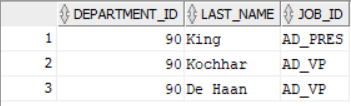 DEPARTMENT_ID LAST_NAME JOB_ID
1 90 King AD_PRES
2 90 Kochhar AD_VP
3 90 De Haan AD_VP